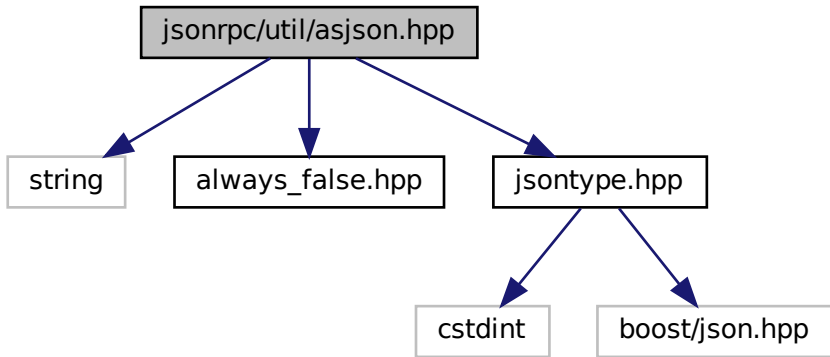 jsonrpc/util/asjson.hpp
string
always_false.hpp
jsontype.hpp
cstdint
boost/json.hpp